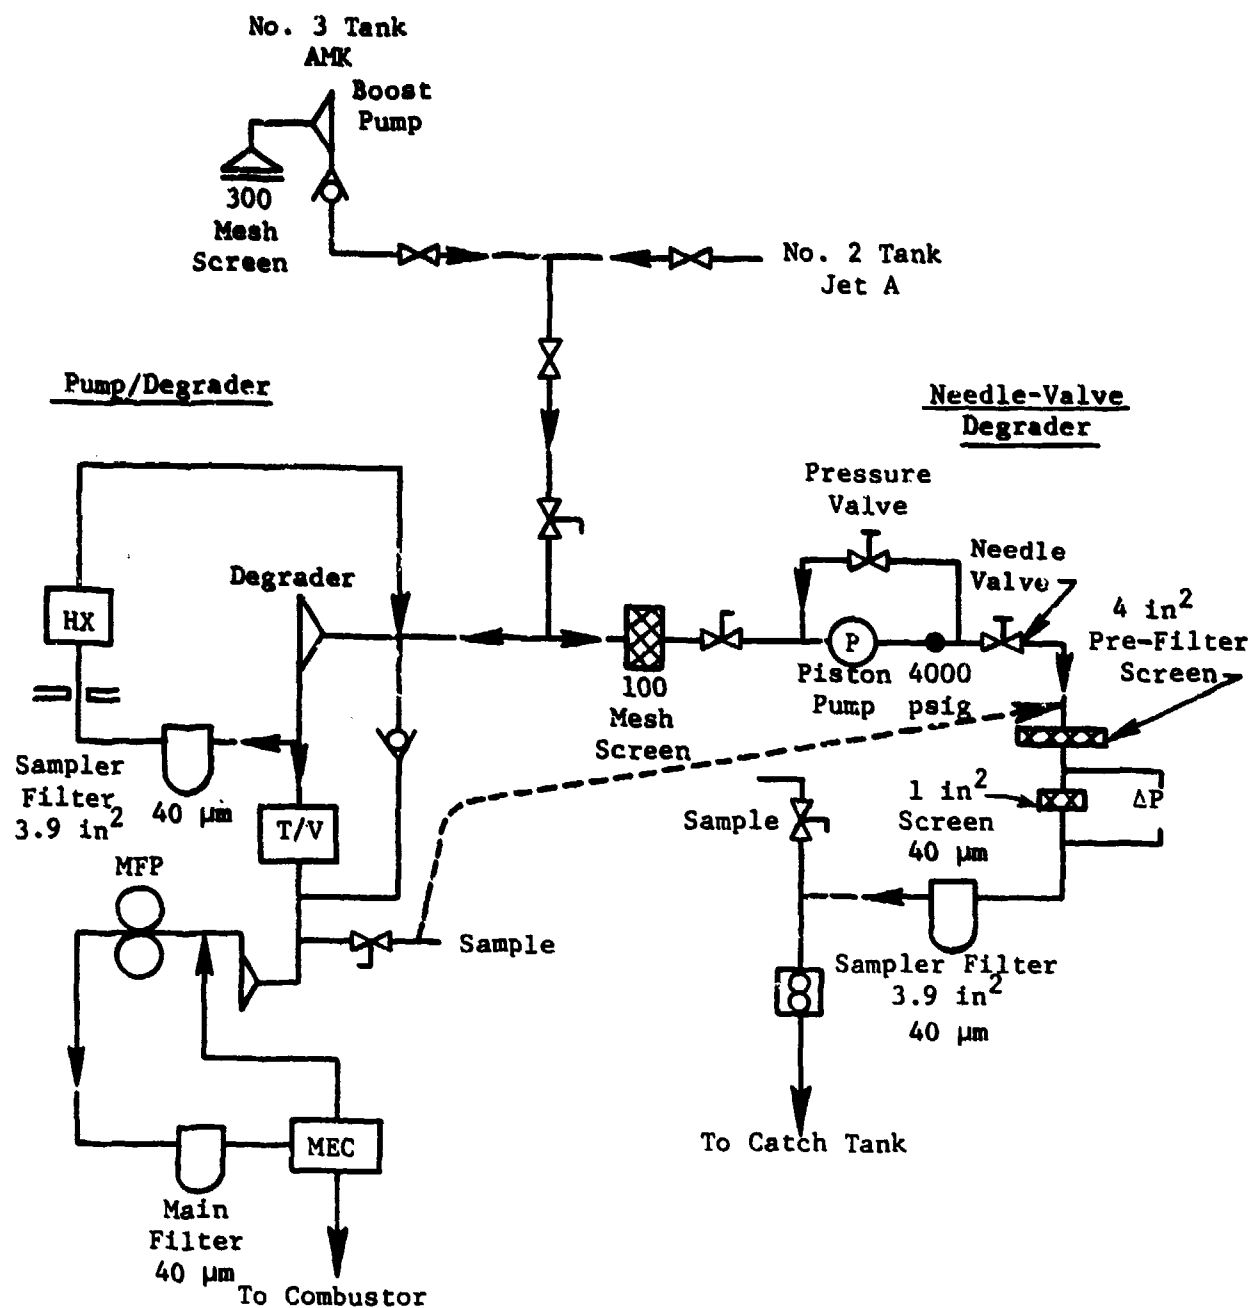 No. 3 Tank
AMK
Boost
Pump
300
Mesh
Screen
No. 2 Tank
Jet A
Pump/Degrader
Needle-Valve
Degrader
Pressure
Valve
Needle
Valve
4 in²
Pre-Filter
Screen
Degrader
HX
P
Piston
Pump
4000
psig
100
Mesh
Screen
Sampler
Filter
3.9 in²
40 µm
T/V
1 in²
Screen
40 µm
ΔP
Sample
MFP
Sample
Sampler Filter
3.9 in²
40 µm
MEC
To Catch Tank
Main
Filter
40 µm
To Combustor